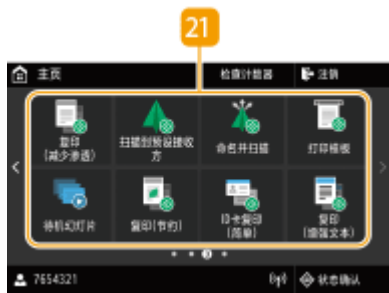 21
主页
检查计数器
注销
复印
(减少渗透)
扫描到预设接收
方
命名并扫描
打印模板
待机幻灯片
复印(节约)
ID卡复印
(简单)
复印
(增强文本)
3
7654321
状态确认